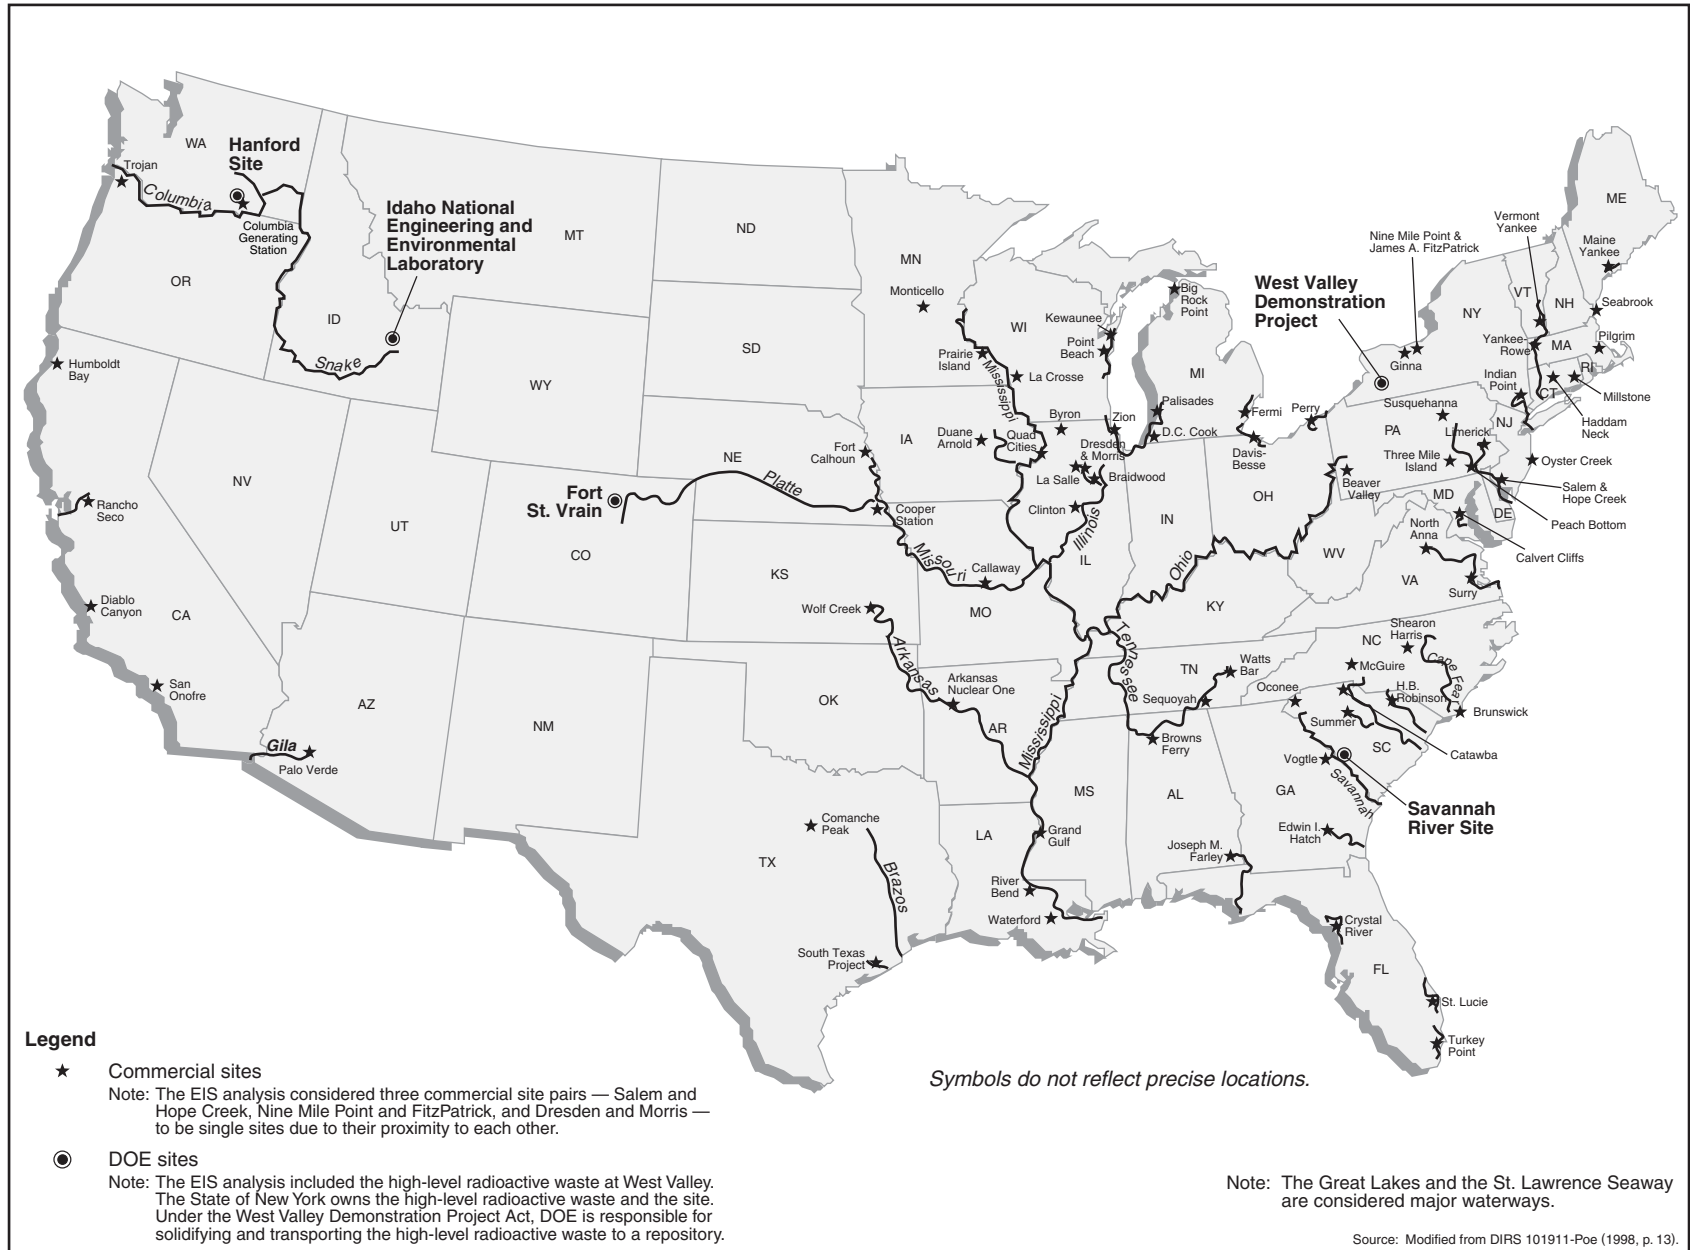 WA
Hanford
Site
Trojan
Columbia
Columbia
Generating
Station
Idaho National
Engineering and
Environmental
Laboratory
MT
ND
MN
Monticello
OR
ID
Snake
SD
WY
Humboldt
Bay
NV
UT
CO
NE
Platte
Fort
St. Vrain
Fort
Calhoun
Cooper
Station
Rancho
Seco
CA
Diablo
Canyon
San
Onofre
Gila
Palo Verde
AZ
NM
KS
Wolf Creek
Arkansas
OK
Arkansas
Nuclear One
AR
Missouri
Callaway
MO
IA
Duane
Arnold
Quad
Cities
Prairie
Island
Mississippi
La Crosse
WI
Kewaunee
Point
Beach
Big
Rock
Point
MI
Palisades
D.C. Cook
Byron
Zion
Dresden
& Morris
La Salle
Braidwood
Clinton
Illinois
IL
IN
Fermi
Davis-
Besse
Perry
OH
Ohio
KY
Tennessee
TN
Watts
Bar
Sequoyah
Browns
Ferry
Mississippi
MS
AL
GA
LA
Grand
Gulf
River
Bend
Waterford
TX
Comanche
Peak
Brazos
South Texas
Project
Joseph M.
Farley
Edwin I.
Hatch
Vogtle
Savannah
Savannah
River Site
SC
Summer
Oconee
Catawba
H.B.
Robinson
McGuire
NC
Shearon
Harris
Cape Fear
Brunswick
FL
Crystal
River
St. Lucie
Turkey
Point
WV
VA
North
Anna
Surry
MD
DE
Calvert Cliffs
Peach Bottom
Salem &
Hope Creek
Oyster Creek
NJ
PA
Beaver
Valley
Three Mile
Island
Limerick
Susquehanna
West Valley
Demonstration
Project
Nine Mile Point &
James A. FitzPatrick
Ginna
NY
Indian
Point
CT
RI
MA
Yankee-
Rowe
Vermont
Yankee
VT
NH
ME
Maine
Yankee
Seabrook
Pilgrim
Millstone
Haddam
Neck
Symbols do not reflect precise locations.
Legend
Commercial sites
Note: The EIS analysis considered three commercial site pairs — Salem and
Hope Creek, Nine Mile Point and FitzPatrick, and Dresden and Morris —
to be single sites due to their proximity to each other.
DOE sites
Note: The EIS analysis included the high-level radioactive waste at West Valley.
The State of New York owns the high-level radioactive waste and the site.
Under the West Valley Demonstration Project Act, DOE is responsible for
solidifying and transporting the high-level radioactive waste to a repository.
Note: The Great Lakes and the St. Lawrence Seaway
are considered major waterways.
Source: Modified from DIRS 101911-Poe (1998, p. 13).